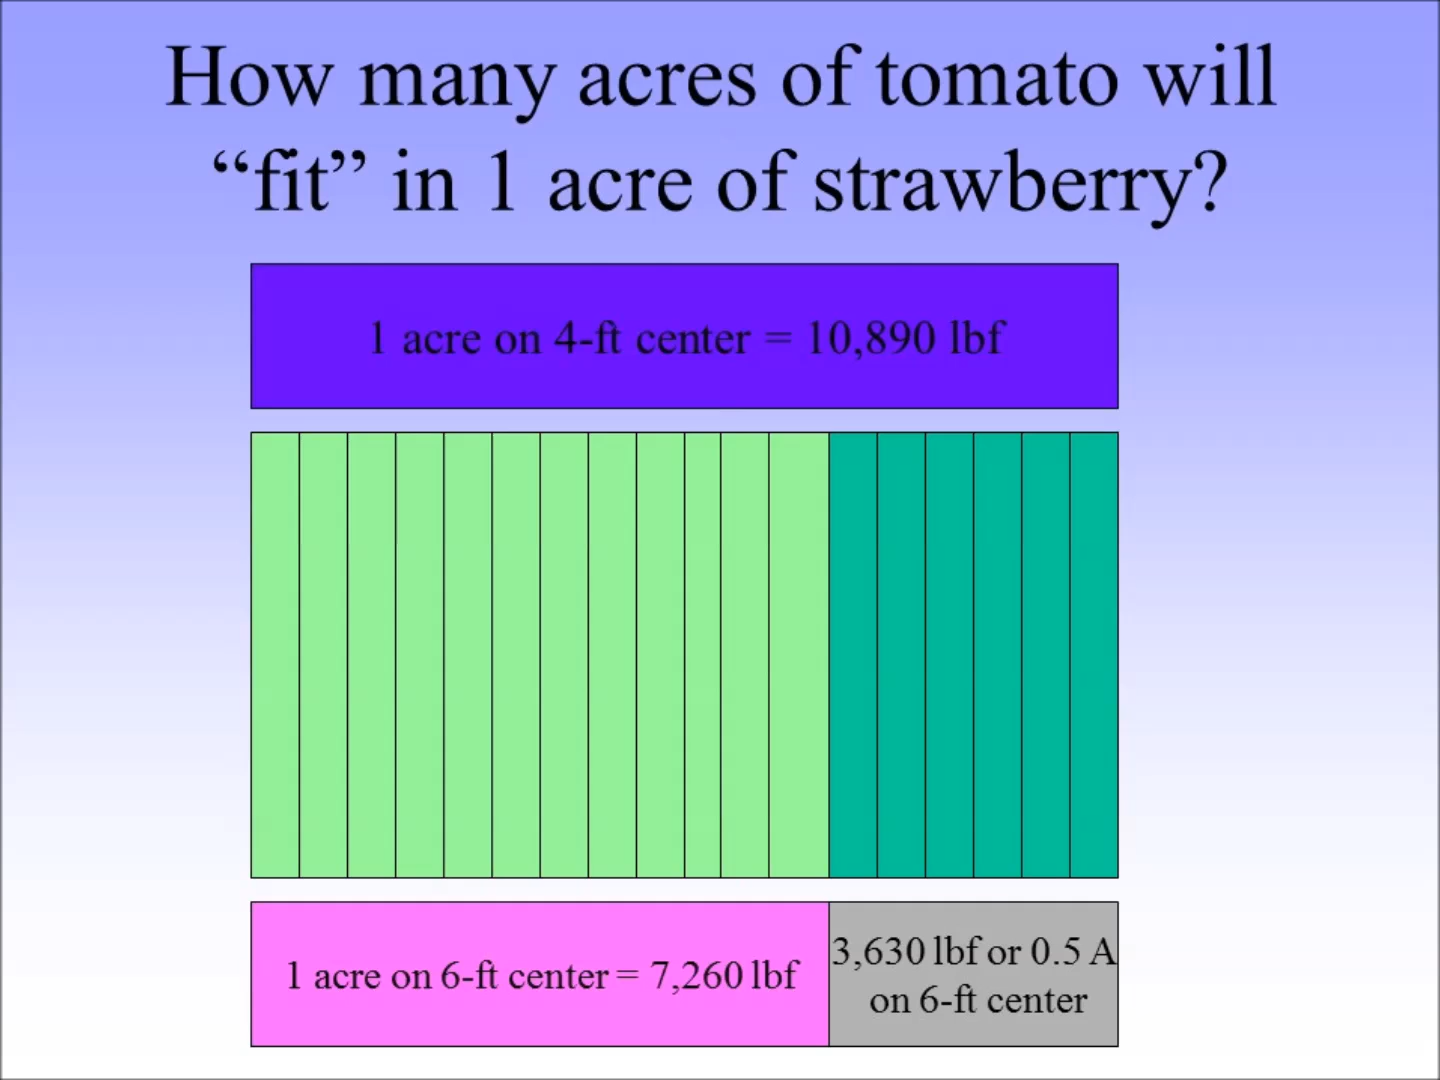 How many acres of tomato will
“fit” in 1 acre of strawberry?
1 acre on 4-ft center = 10,890 lbf
1 acre on 6-ft center = 7,260 lbf
3,630 lbf or 0.5 A
on 6-ft center